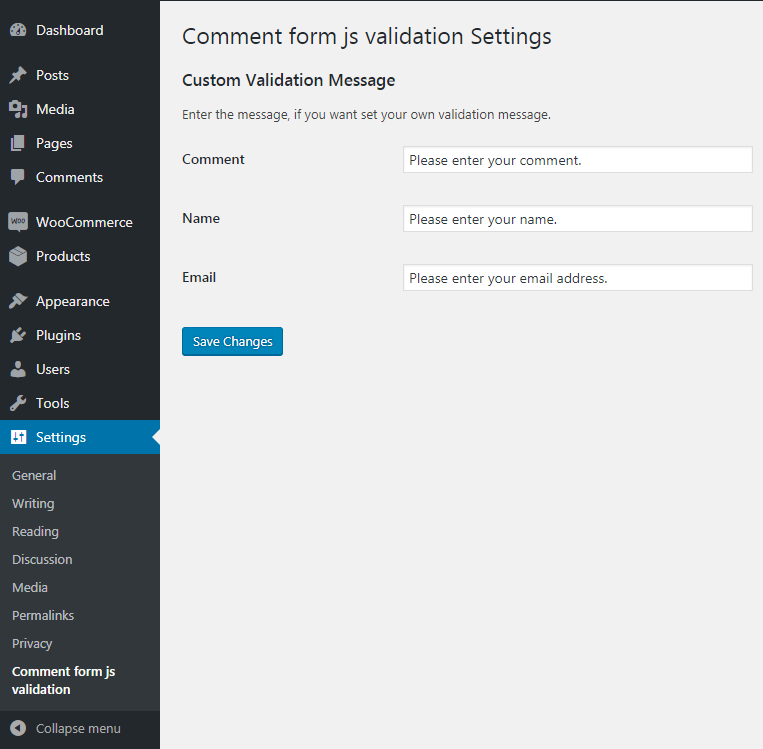 Dashboard
Posts
Media
Pages
Comments
WOO WooCommerce
Products
Appearance
Plugins
Users
Tools
Settings
General
Writing
Reading
Discussion
Media
Permalinks
Privacy
Comment form js
validation
Collapse menu
Comment form js validation Settings
Custom Validation Message
Enter the message, if you want set your own validation message.
Comment Please enter your comment.
Name Please enter your name.
Email Please enter your email address.
Save Changes